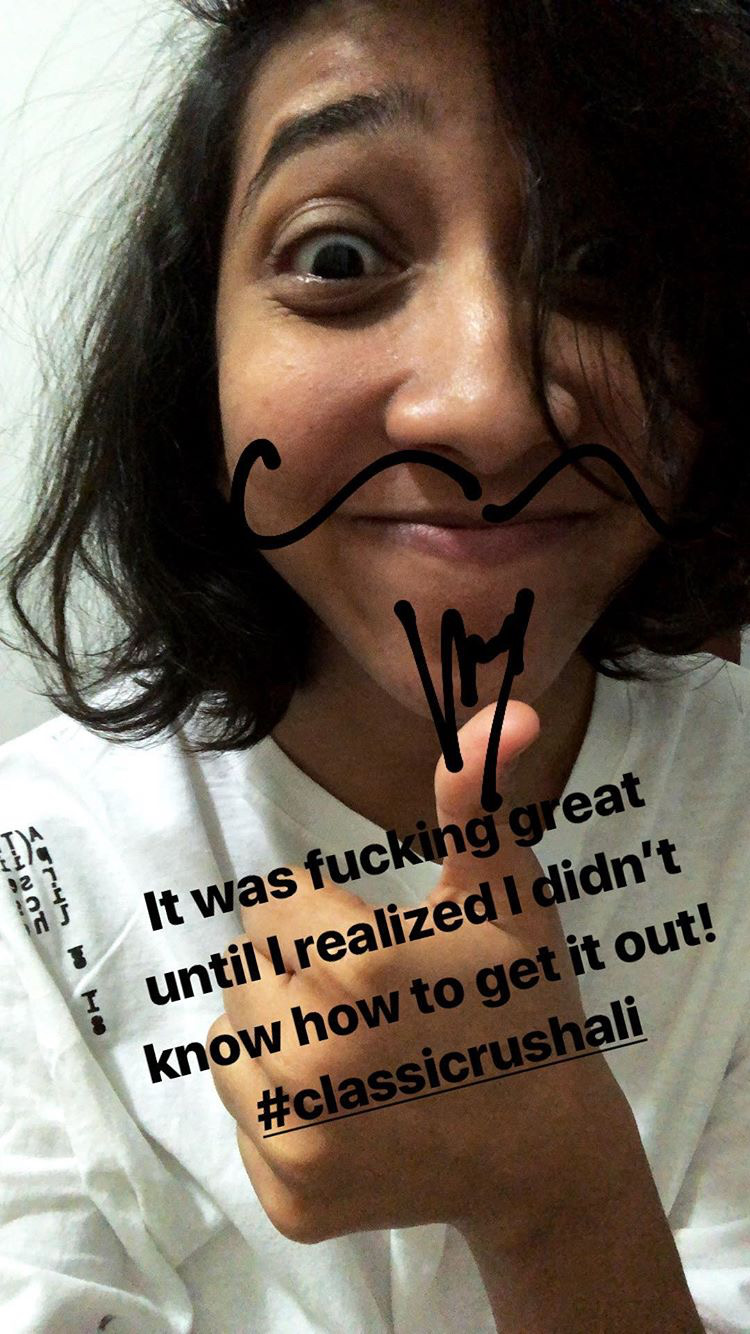 It was fucking great
until I realized I didn't
know how to get it out!
#classicrushali